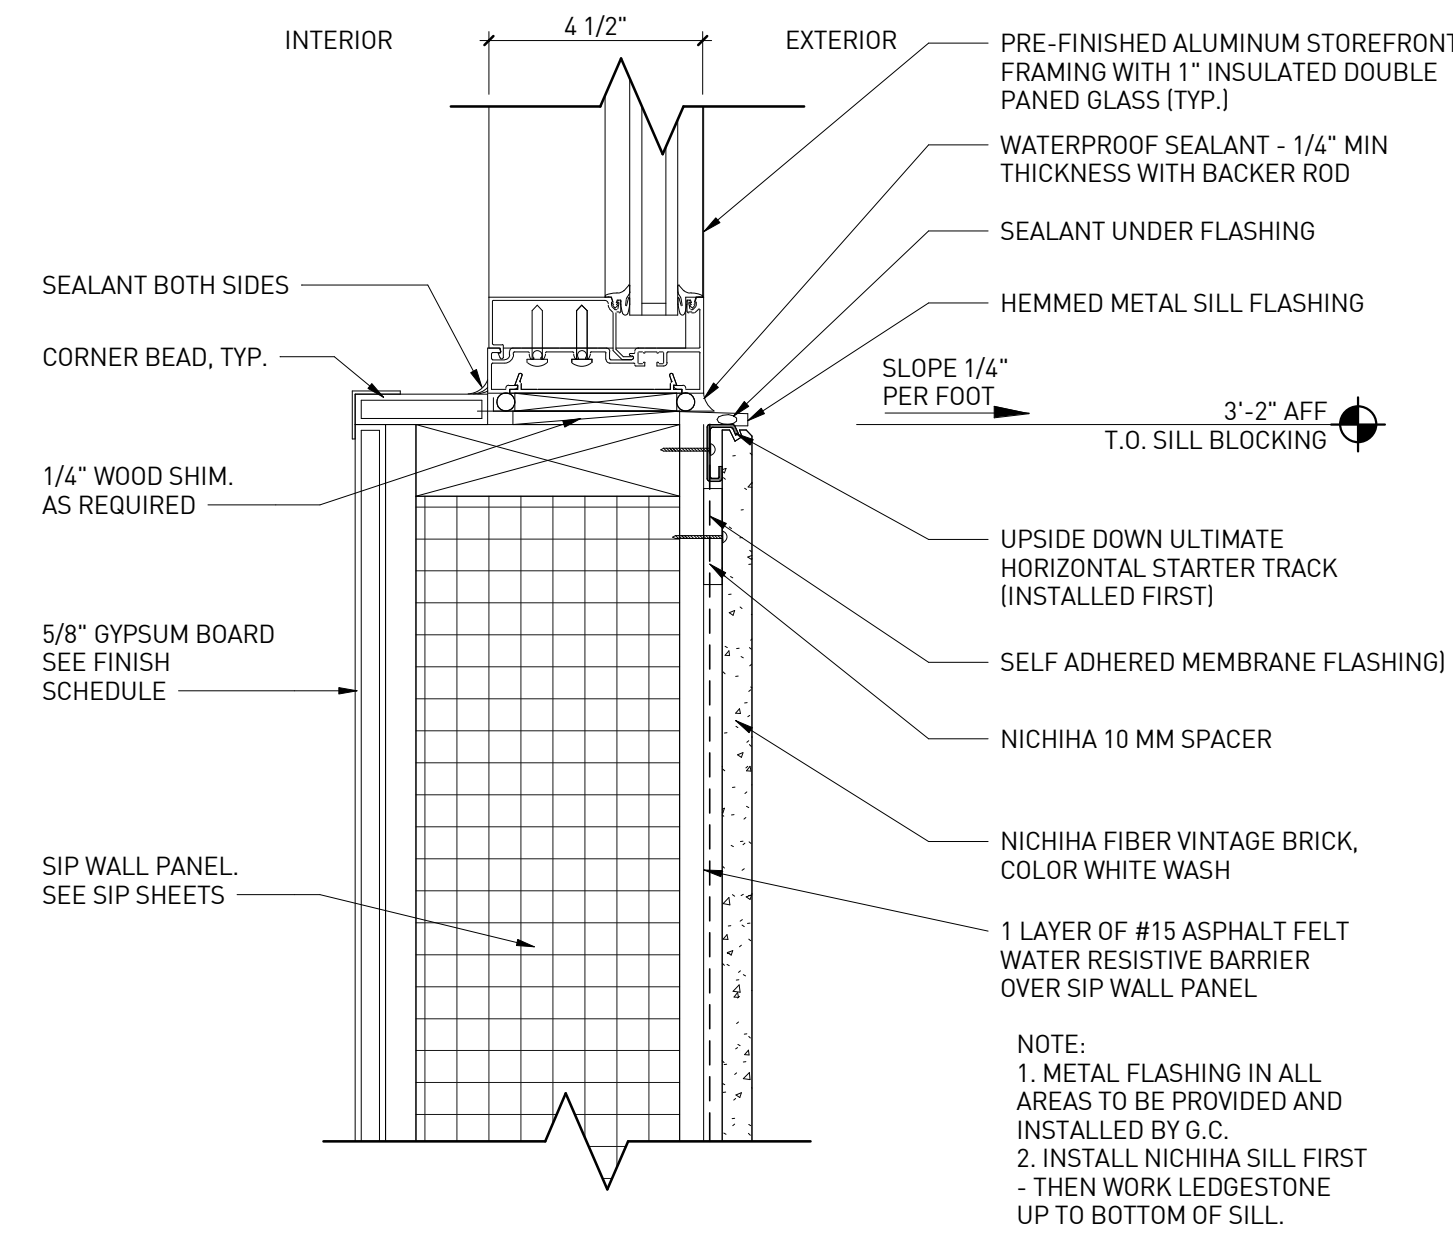 INTERIOR
4 1/2"
EXTERIOR
PRE-FINISHED ALUMINUM STOREFRONT
FRAMING WITH 1" INSULATED DOUBLE
PANED GLASS (TYP.)
WATERPROOF SEALANT - 1/4" MIN
THICKNESS WITH BACKER ROD
SEALANT UNDER FLASHING
HEMMED METAL SILL FLASHING
SEALANT BOTH SIDES
CORNER BEAD, TYP.
SLOPE 1/4"
PER FOOT
3'-2" AFF
T.O. SILL BLOCKING
1/4" WOOD SHIM.
AS REQUIRED
UPSIDE DOWN ULTIMATE
HORIZONTAL STARTER TRACK
(INSTALLED FIRST)
5/8" GYPSUM BOARD
SEE FINISH
SCHEDULE
SELF ADHERED MEMBRANE FLASHING)
NICHIHA 10 MM SPACER
NICHIHA FIBER VINTAGE BRICK,
COLOR WHITE WASH
SIP WALL PANEL.
SEE SIP SHEETS
1 LAYER OF #15 ASPHALT FELT
WATER RESISTIVE BARRIER
OVER SIP WALL PANEL
NOTE:
1. METAL FLASHING IN ALL
AREAS TO BE PROVIDED AND
INSTALLED BY G.C.
2. INSTALL NICHIHA SILL FIRST
- THEN WORK LEDGESTONE
UP TO BOTTOM OF SILL.